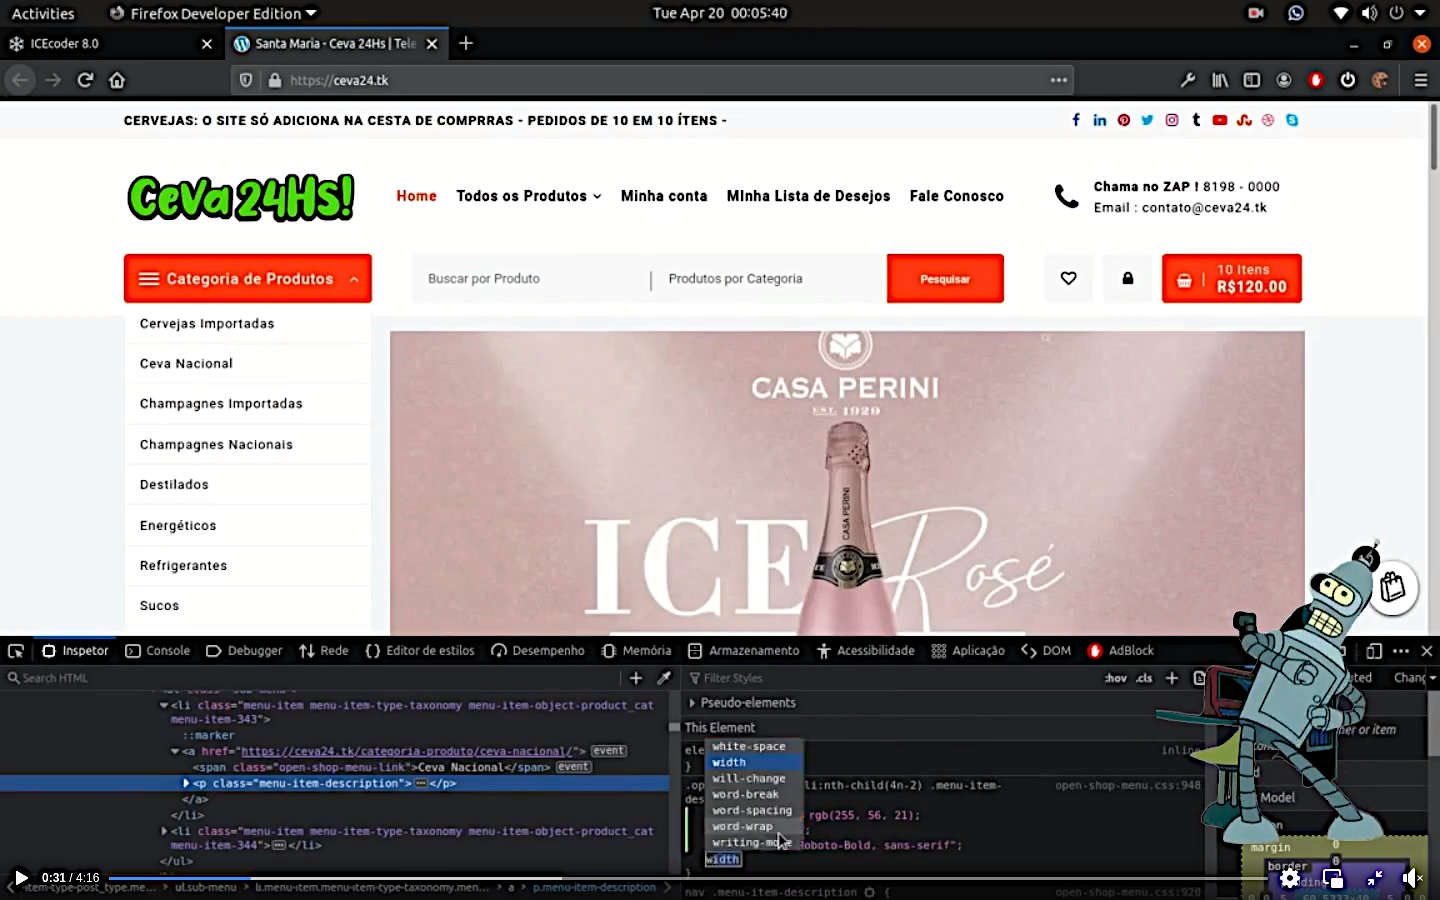 Activities
Firefox Developer Edition
Tue Apr 20 00:05:40
ICEcoder 8.0
Santa Maria - Ceva 24Hs | Tele
https://ceva24.tk
CERVEJAS: O SITE SÓ ADICIONA NA CESTA DE COMPRRAS - PEDIDOS DE 10 EM 10 ÍTENS -
CeVa 24Hs!
Home
Todos os Produtos
Minha conta
MInha Lista de Desejos
Fale Conosco
Chama no ZAP ! 8198 - 0000
Email : contato@ceva24.tk
Categoria de Produtos
Buscar por Produto
Produtos por Categoria
Pesquisar
10 Itens
R$120.00
Cervejas Importadas
Ceva Nacional
Champagnes Importadas
Champagnes Nacionais
Destilados
Energéticos
Refrigerantes
Sucos
CASA PERINI
EST. 1929
CASA PERINI
ICE Rosé
Inspetor
Console
Debugger
Rede
Editor de estilos
Desempenho
Memória
Armazenamento
Acessibilidade
Aplicação
DOM
AdBlock
Search HTML
Filter Styles
:hov .cls
<li class="menu-item menu-item-type-taxonomy menu-item-object-product_cat
menu-item-343">
::marker
<a href="https://ceva24.tk/categoria-produto/ceva-nacional/"> event
<span class="open-shop-menu-link">Ceva Nacional</span> event
<p class="menu-item-description"> </p>
</a>
</li>
<li class="menu-item menu-item-type-taxonomy menu-item-object-product_cat
menu-item-344"> </li>
</ul>
ul.sub-menu
li.menu-item.menu-item-type-taxonomy.men…
a
p.menu-item-description
Pseudo-elements
This Element
inline
}
li:nth-child(4n-2) .menu-item-
open-shop-menu.css:948
rgb(255, 56, 21);
Roboto-Bold, sans-serif";
white-space
width
will-change
word-break
word-spacing
word-wrap
width
nav .menu-item-description
open-shop-menu.css:920
Model
margin
0
border
0
0:31 / 4:16